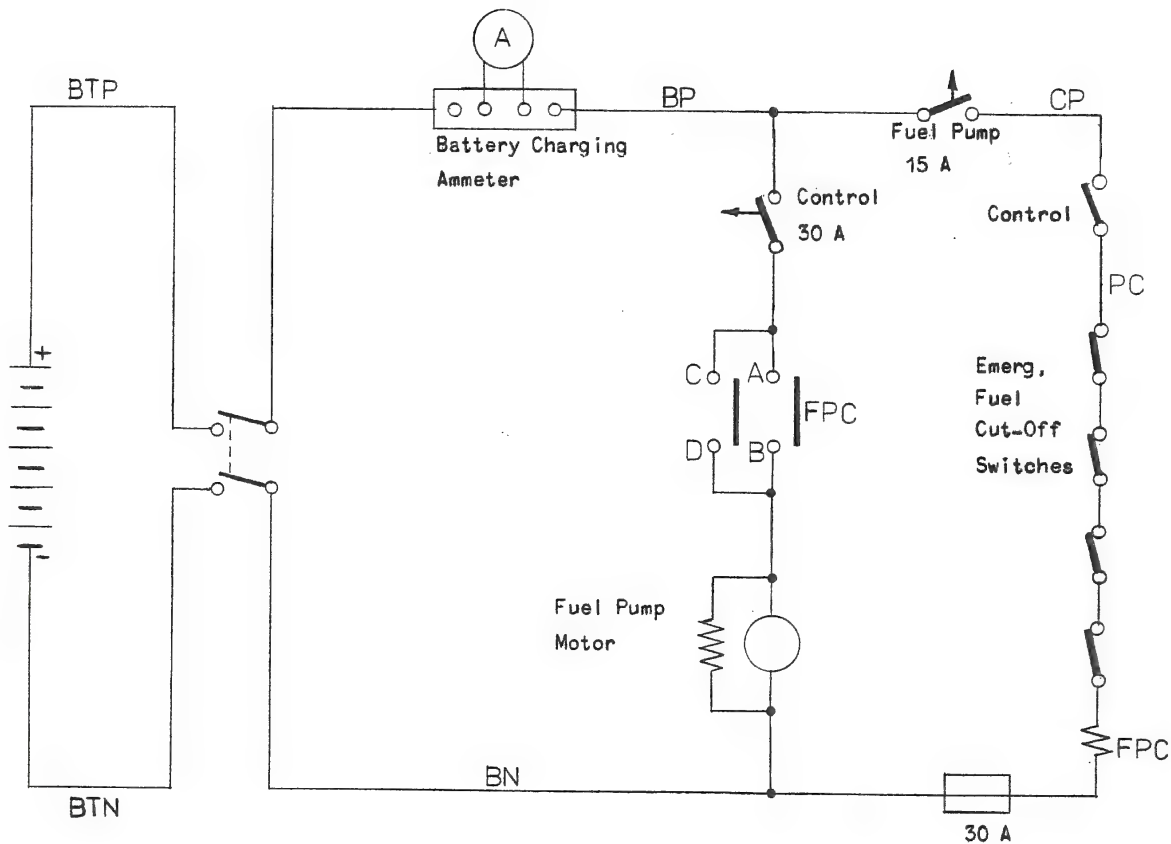 A
BTP
BP
CP
Battery Charging
Ammeter
Fuel Pump
15 A
Control
30 A
Control
PC
+
C
A
FPC
D
B
Emerg,
Fuel
Cut-Off
Switches
-
Fuel Pump
Motor
FPC
BN
BTN
30 A